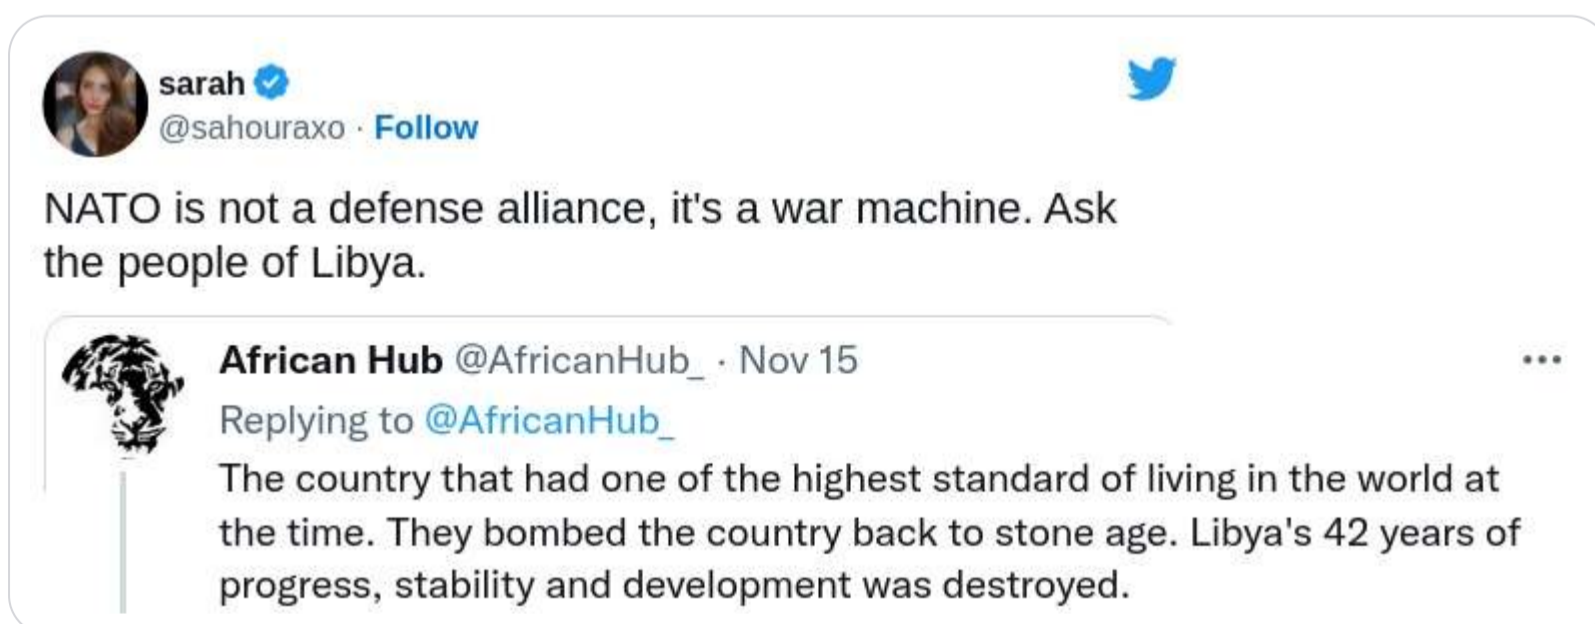 sarah
@sahouraxo · Follow
NATO is not a defense alliance, it's a war machine. Ask
the people of Libya.
African Hub @AfricanHub_ · Nov 15
Replying to @AfricanHub_
The country that had one of the highest standard of living in the world at
the time. They bombed the country back to stone age. Libya's 42 years of
progress, stability and development was destroyed.